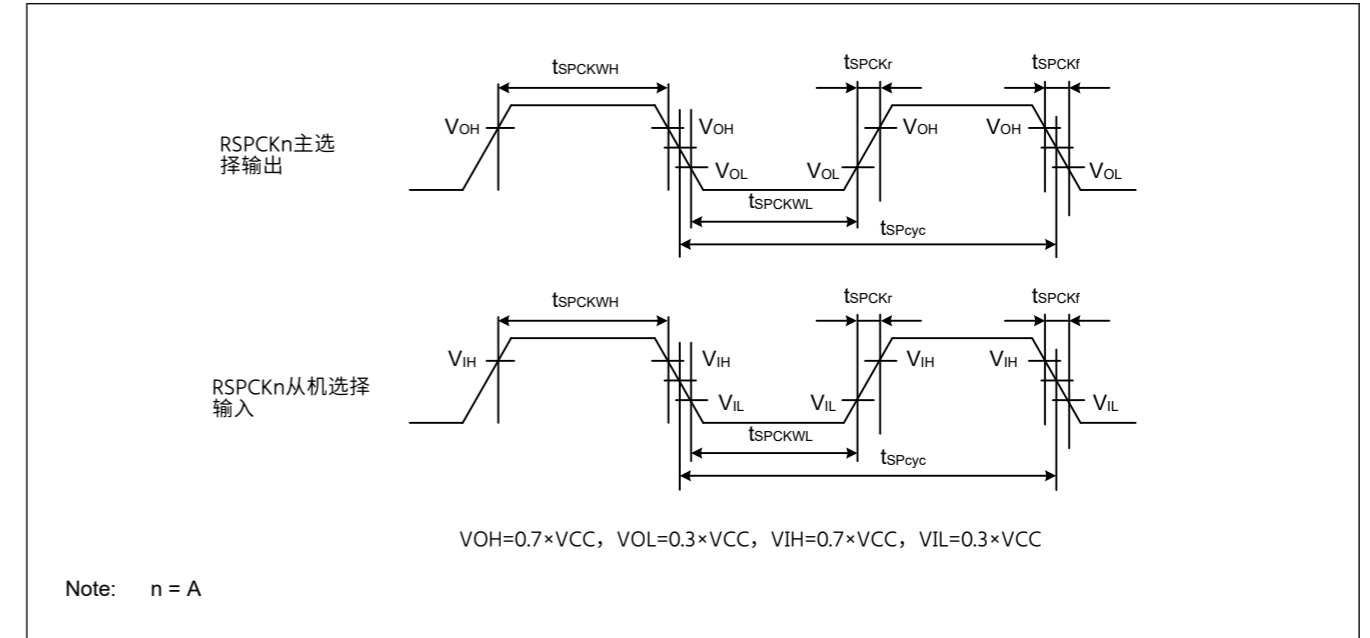 tSPCKWH
tSPCKr
tSPCKf
RSPCKn主选
择输出
VOH
VOH
VOH
VOH
VOL
VOL
VOL
tSPCKWL
tSPcyc
tSPCKWH
tSPCKr
tSPCKf
RSPCKn从机选择
输入
VIH
VIH
VIH
VIH
VIL
VIL
VIL
tSPCKWL
tSPcyc
VOH=0.7×VCC，VOL=0.3×VCC，VIH=0.7×VCC，VIL=0.3×VCC
Note: n = A